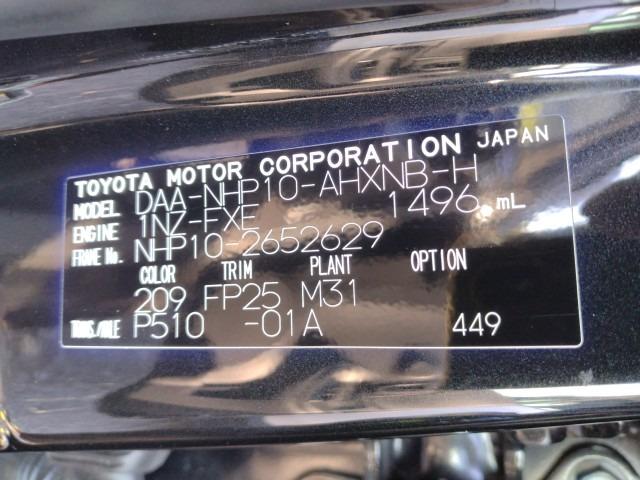 TOYOTA MOTOR CORPORATION JAPAN
MODEL DAA-NHP10-AHXNB-H
ENGINE 1NZ-FXE 1496 mL
FRAME No. NHP10-2652629
COLOR TRIM PLANT OPTION
209 FP25 M31
TRANS./AXLE P510 -01A 449